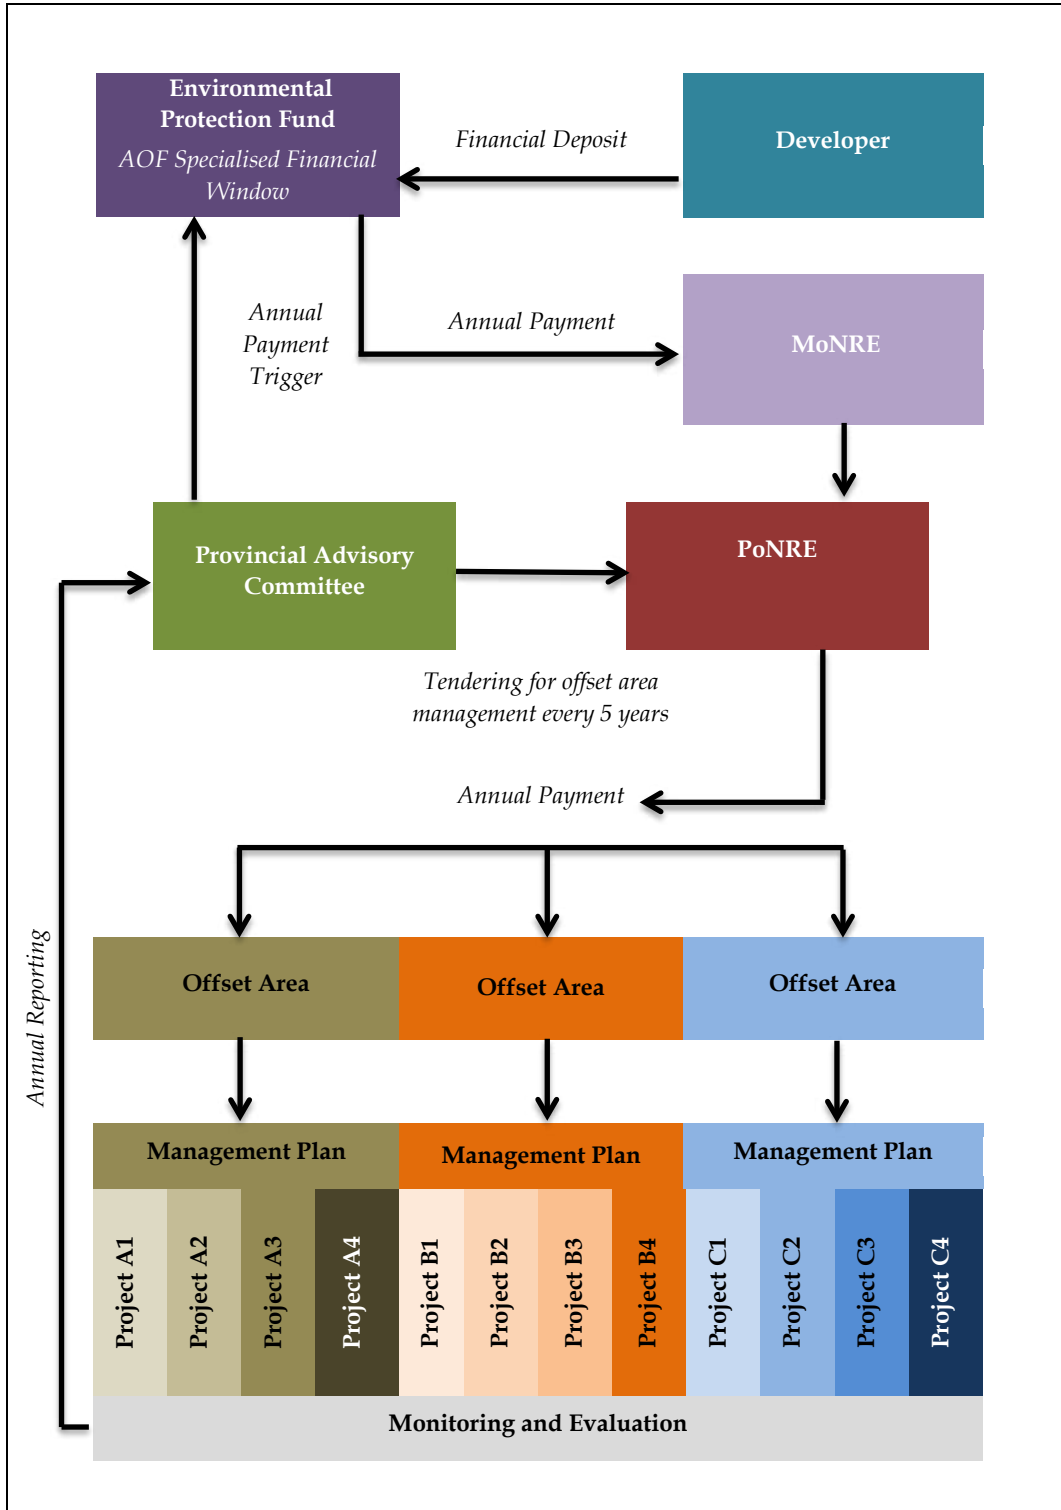 Environmental
Protection Fund
AOF Specialised Financial
Window
Financial Deposit
Developer
Annual
Payment
Trigger
Annual Payment
MoNRE
Provincial Advisory
Committee
PoNRE
Tendering for offset area
management every 5 years
Annual Payment
Annual Reporting
Offset Area
Offset Area
Offset Area
Management Plan
Management Plan
Management Plan
Project A1
Project A2
Project A3
Project A4
Project B1
Project B2
Project B3
Project B4
Project C1
Project C2
Project C3
Project C4
Monitoring and Evaluation